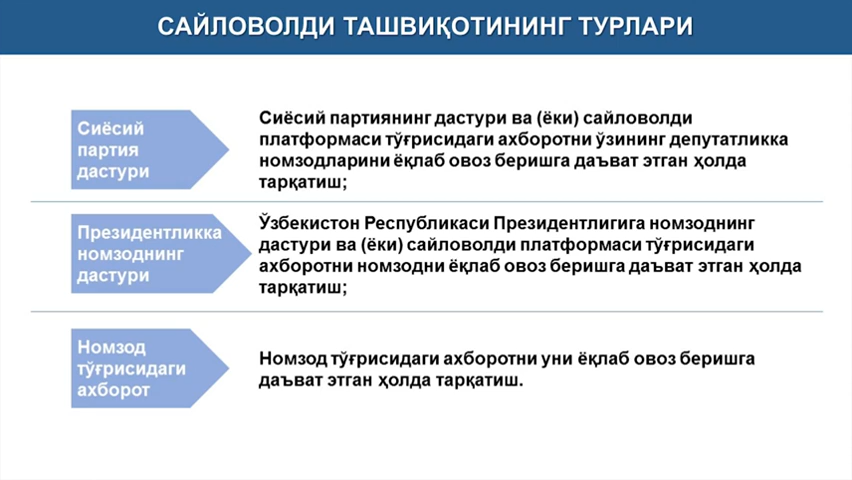 САЙЛОВОЛДИ ТАШВИҚОТИНИНГ ТУРЛАРИ
Сиёсий
партия
дастури
Сиёсий партиянинг дастури ва (ёки) сайловолди
платформаси тўғрисидаги ахборотни ўзининг депутатликка
номзодларини ёқлаб овоз беришга даъват этган ҳолда
тарқатиш;
Президентликка
номзоднинг
дастури
Ўзбекистон Республикаси Президентлигига номзоднинг
дастури ва (ёки) сайловолди платформаси тўғрисидаги
ахборотни номзодни ёқлаб овоз беришга даъват этган ҳолда
тарқатиш;
Номзод
тўғрисидаги
ахборот
Номзод тўғрисидаги ахборотни уни ёқлаб овоз беришга
даъват этган ҳолда тарқатиш.